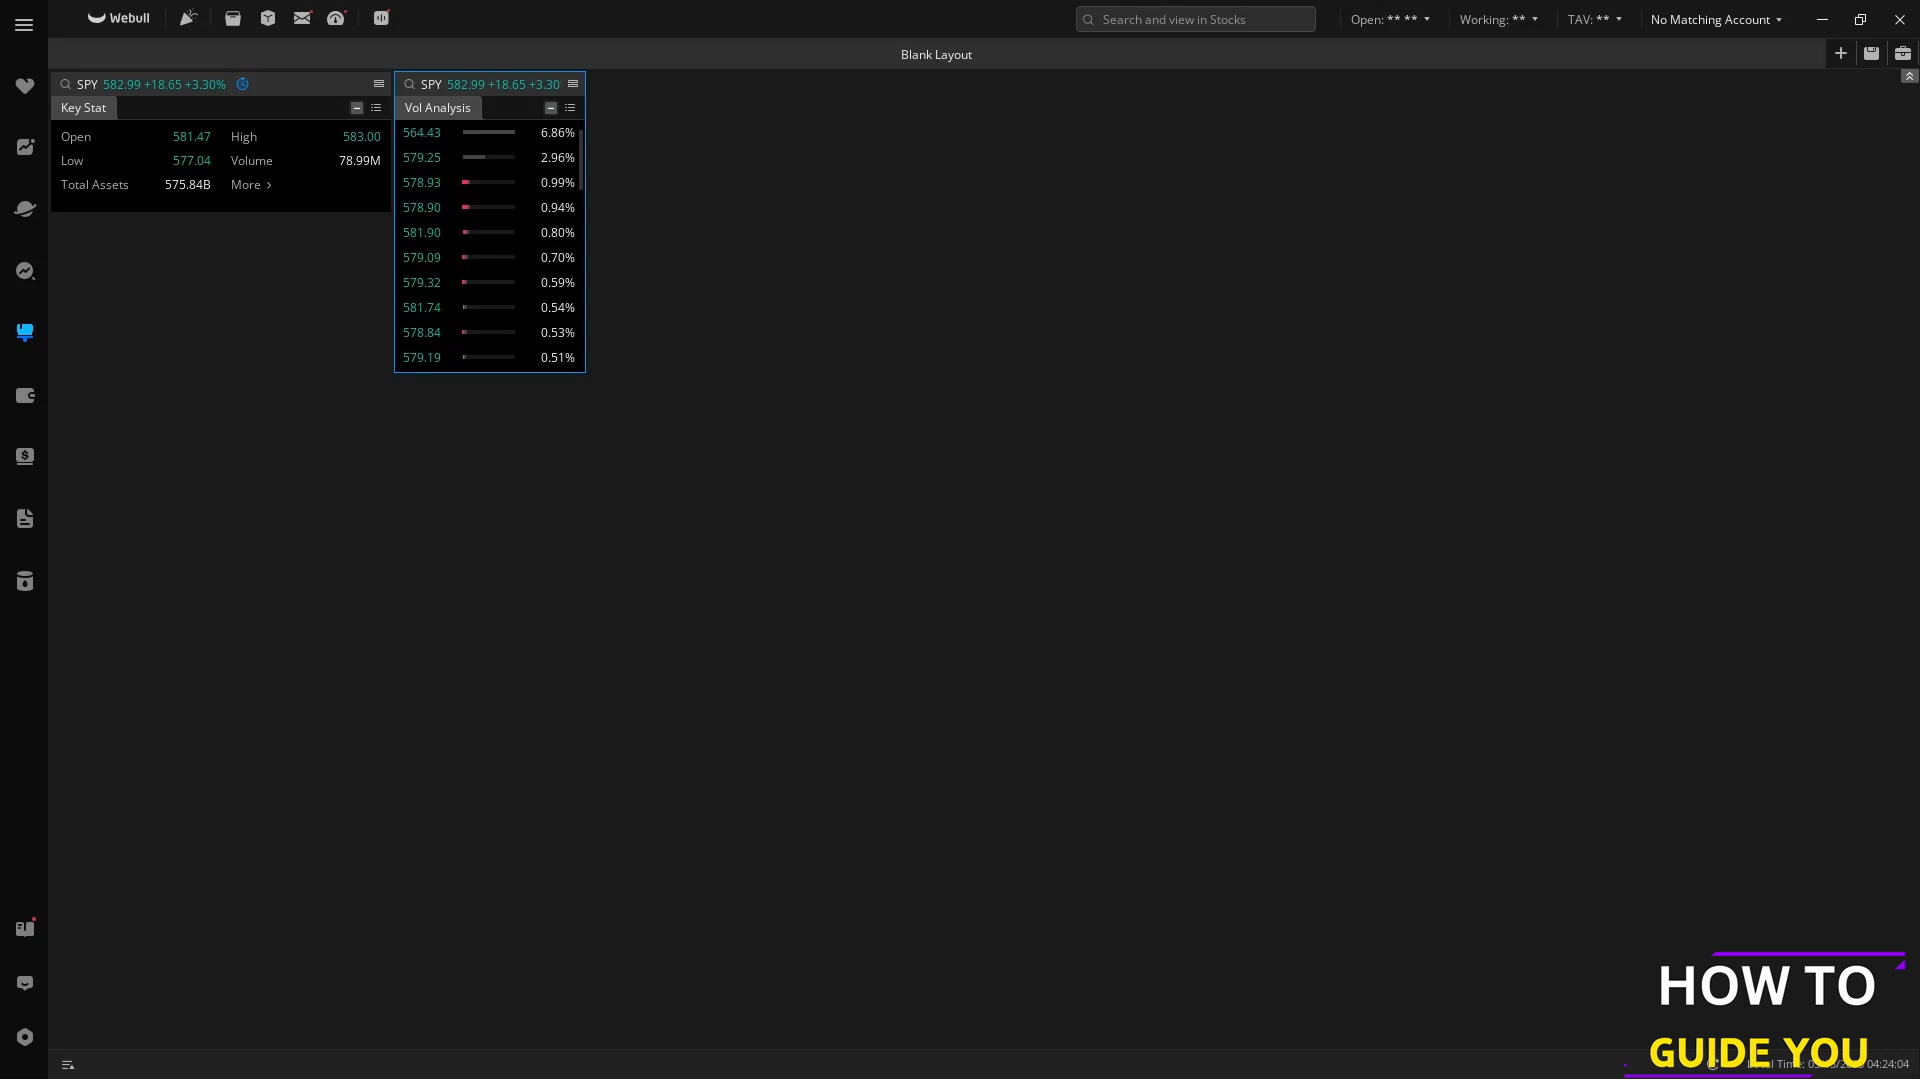 Webull
Search and view in Stocks
Open: ** **
Working: **
TAV: **
No Matching Account
Blank Layout
SPY 582.99 +18.65 +3.30%
Key Stat
Open 581.47 High 583.00
Low 577.04 Volume 78.99M
Total Assets 575.84B More >
SPY 582.99 +18.65 +3.30
Vol Analysis
564.43 6.86%
579.25 2.96%
578.93 0.99%
578.90 0.94%
581.90 0.80%
579.09 0.70%
579.32 0.59%
581.74 0.54%
578.84 0.53%
579.19 0.51%
HOW TO
GUIDE YOU
04:24:04